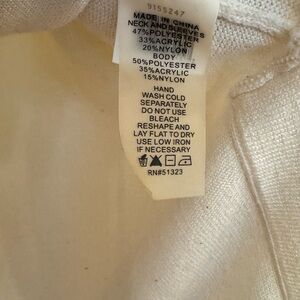 9155247
MADE IN CHINA
NECK AND SLEEVES
47%POLYESTER
33%ACRYLIC
20%NYLON
BODY
50%POLYESTER
35%ACRYLIC
15%NYLON
HAND
WASH COLD
SEPARATELY
DO NOT USE
BLEACH
RESHAPE AND
LAY FLAT TO DRY
USE LOW IRON
IF NECESSARY
RN#51323